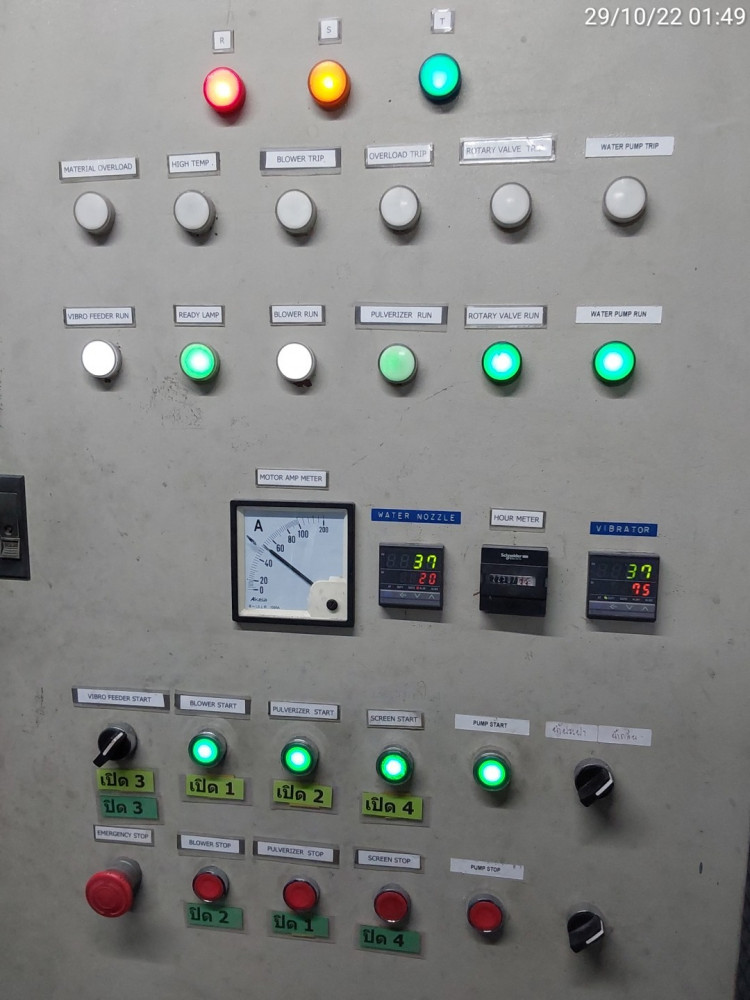 29/10/22 01:49
R
S
T
MATERIAL OVERLOAD
HIGH TEMP.
BLOWER TRIP
OVERLOAD TRIP
ROTARY VALVE
WATER PUMP TRIP
VIBRO FEEDER RUN
READY LAMP
BLOWER RUN
PULVERIZER RUN
ROTARY VALVE RUN
WATER PUMP RUN
MOTOR AMP METER
WATER NOZZLE
HOUR METER
VIBRATOR
A
0
20
40
60
80
100
200
37
20
Schneider
37
75
VIBRO FEEDER START
BLOWER START
PULVERIZER START
SCREEN START
PUMP START
เปิด 3
เปิด 1
เปิด 2
เปิด 4
ปิด 3
EMERGENCY STOP
BLOWER STOP
PULVERIZER STOP
SCREEN STOP
PUMP STOP
ปิด 2
ปิด 1
ปิด 4